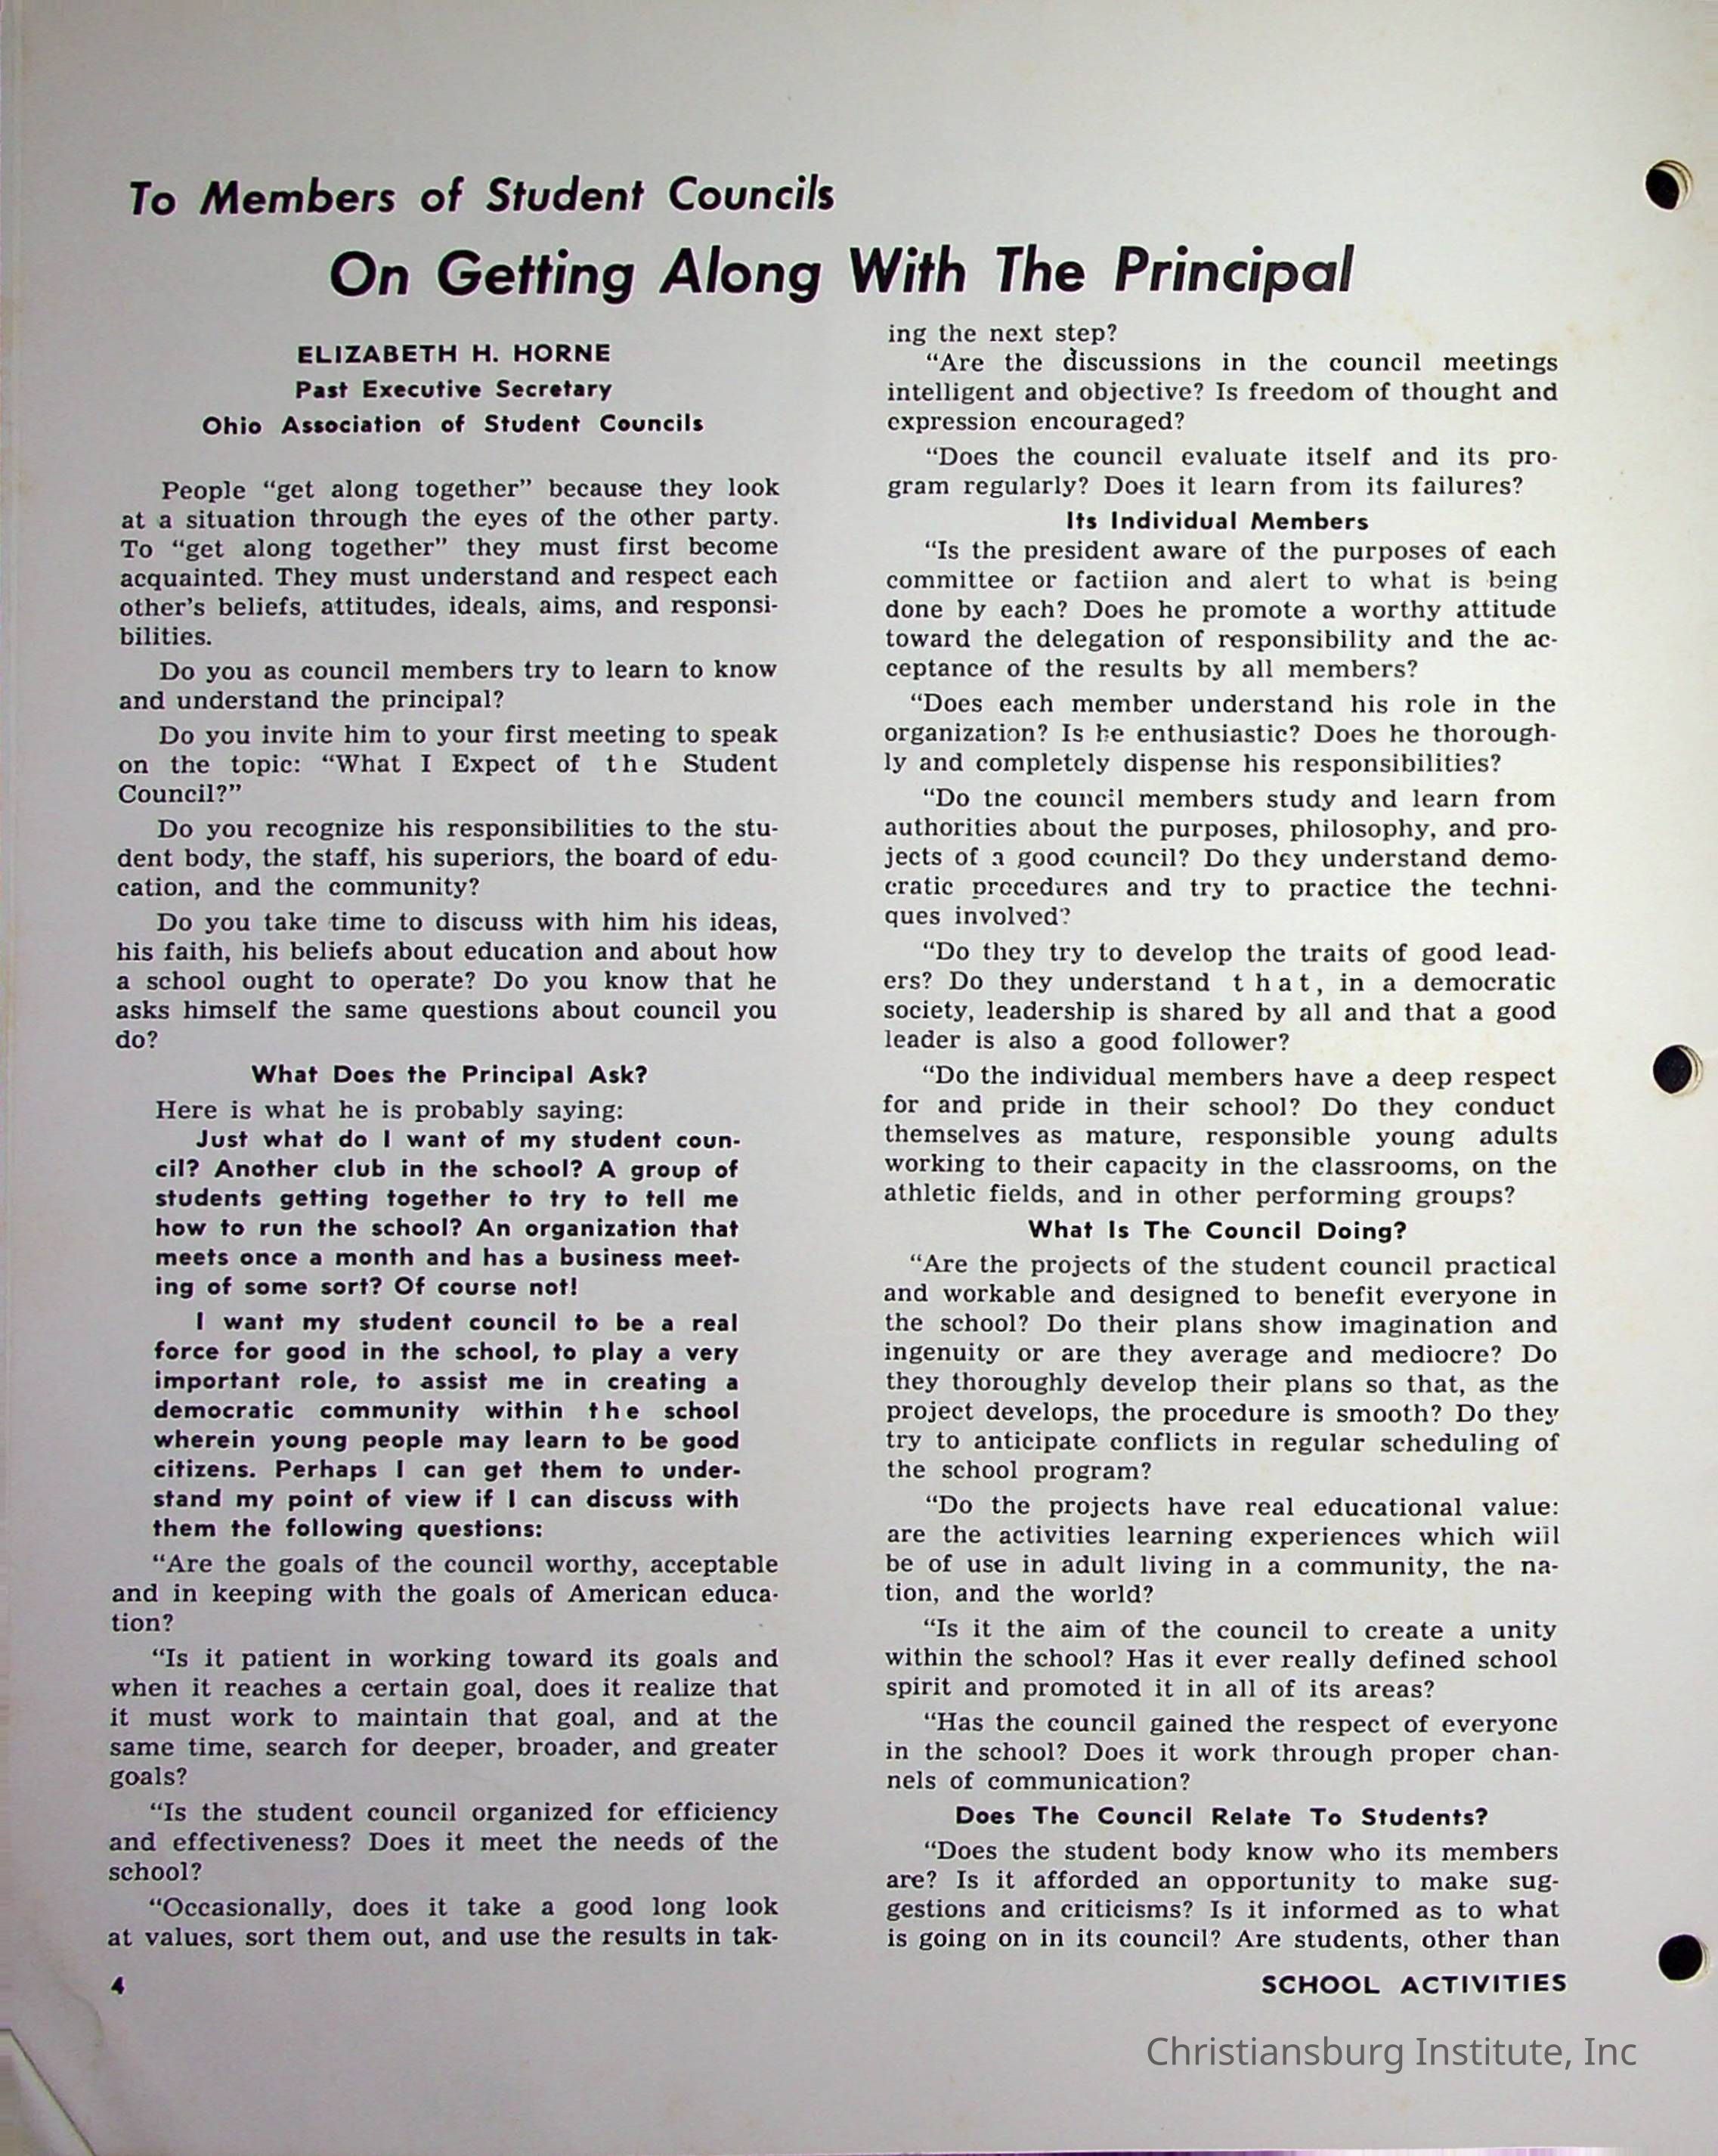 To Members of Student Councils
On Getting Along With The Principal
ELIZABETH H. HORNE
Past Executive Secretary
Ohio Association of Student Councils
People “get along together” because they look
at a situation through the eyes of the other party.
To “get along together” they must first become
acquainted. They must understand and respect each
other's beliefs, attitudes, ideals, aims, and responsi-
bilities.
Do you as council members try to learn to know
and understand the principal?
Do you invite him to your first meeting to speak
on the topic: “What I Expect of the Student
Council?”
Do you recognize his responsibilities to the stu-
dent body, the staff, his superiors, the board of edu-
cation, and the community?
Do you take time to discuss with him his ideas,
his faith, his beliefs about education and about how
a school ought to operate? Do you know that he
asks himself the same questions about council you
do?
What Does the Principal Ask?
Here is what he is probably saying:
Just what do I want of my student coun-
cil? Another club in the school? A group of
students getting together to try to tell me
how to run the school? An organization that
meets once a month and has a business meet-
ing of some sort? Of course not!
I want my student council to be a real
force for good in the school, to play a very
important role, to assist me in creating a
democratic community within the school
wherein young people may learn to be good
citizens. Perhaps I can get them to under-
stand my point of view if I can discuss with
them the following questions:
“Are the goals of the council worthy, acceptable
and in keeping with the goals of American educa-
tion?
“Is it patient in working toward its goals and
when it reaches a certain goal, does it realize that
it must work to maintain that goal, and at the
same time, search for deeper, broader, and greater
goals?
“Is the student council organized for efficiency
and effectiveness? Does it meet the needs of the
school?
“Occasionally, does it take a good long look
at values, sort them out, and use the results in tak-
ing the next step?
“Are the discussions in the council meetings
intelligent and objective? Is freedom of thought and
expression encouraged?
“Does the council evaluate itself and its pro-
gram regularly? Does it learn from its failures?
Its Individual Members
“Is the president aware of the purposes of each
committee or factiion and alert to what is being
done by each? Does he promote a worthy attitude
toward the delegation of responsibility and the ac-
ceptance of the results by all members?
“Does each member understand his role in the
organization? Is he enthusiastic? Does he thorough-
ly and completely dispense his responsibilities?
“Do the council members study and learn from
authorities about the purposes, philosophy, and pro-
jects of a good council? Do they understand demo-
cratic procedures and try to practice the techni-
ques involved?
“Do they try to develop the traits of good lead-
ers? Do they understand that, in a democratic
society, leadership is shared by all and that a good
leader is also a good follower?
“Do the individual members have a deep respect
for and pride in their school? Do they conduct
themselves as mature, responsible young adults
working to their capacity in the classrooms, on the
athletic fields, and in other performing groups?
What Is The Council Doing?
“Are the projects of the student council practical
and workable and designed to benefit everyone in
the school? Do their plans show imagination and
ingenuity or are they average and mediocre? Do
they thoroughly develop their plans so that, as the
project develops, the procedure is smooth? Do they
try to anticipate conflicts in regular scheduling of
the school program?
“Do the projects have real educational value:
are the activities learning experiences which will
be of use in adult living in a community, the na-
tion, and the world?
“Is it the aim of the council to create a unity
within the school? Has it ever really defined school
spirit and promoted it in all of its areas?
“Has the council gained the respect of everyone
in the school? Does it work through proper chan-
nels of communication?
Does The Council Relate To Students?
“Does the student body know who its members
are? Is it afforded an opportunity to make sug-
gestions and criticisms? Is it informed as to what
is going on in its council? Are students, other than
4
SCHOOL ACTIVITIES
Christiansburg Institute, Inc